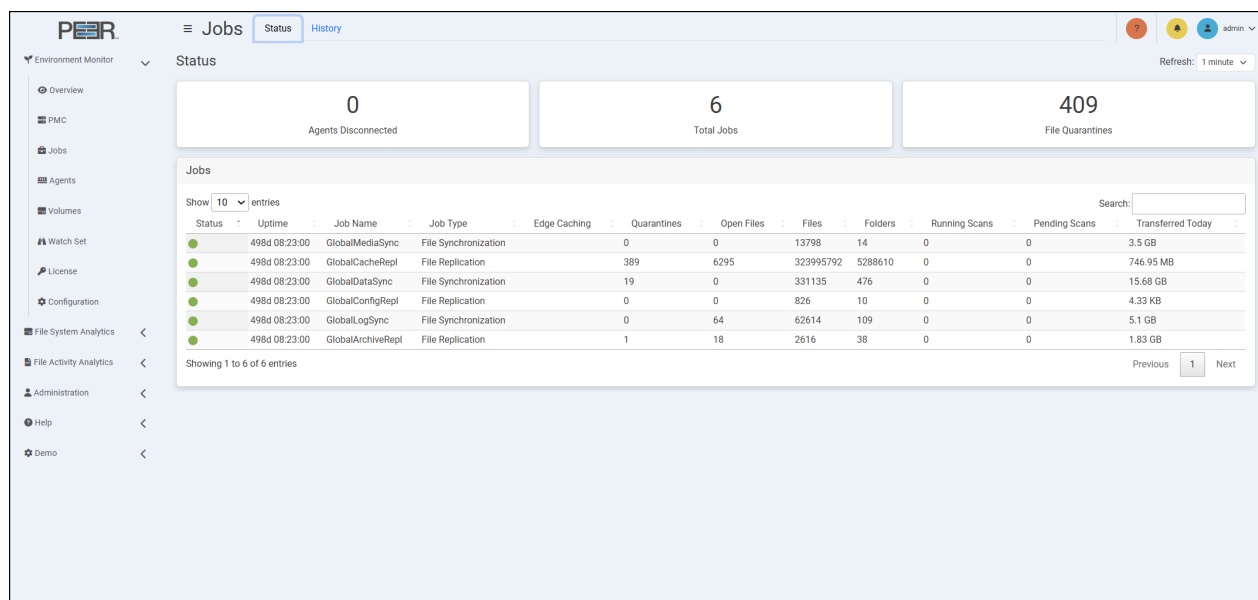 PEER
≡ Jobs Status History ? admin
Environment Monitor
Status Refresh: 1 minute
Overview
PMC
Jobs
Agents
Volumes
Watch Set
License
Configuration
File System Analytics
File Activity Analytics
Administration
Help
Demo
0
Agents Disconnected
6
Total Jobs
409
File Quarantines
Jobs
Show 10 entries Search:
Status Uptime Job Name Job Type Edge Caching Quarantines Open Files Files Folders Running Scans Pending Scans Transferred Today
498d 08:23:00 GlobalMediaSync File Synchronization 0 0 13798 14 0 0 3.5 GB
498d 08:23:00 GlobalCacheRepl File Replication 389 6295 323995792 5288610 0 0 746.95 MB
498d 08:23:00 GlobalDataSync File Synchronization 19 0 331135 476 0 0 15.68 GB
498d 08:23:00 GlobalConfigRepl File Replication 0 0 826 10 0 0 4.33 KB
498d 08:23:00 GlobalLogSync File Synchronization 0 64 62614 109 0 0 5.1 GB
498d 08:23:00 GlobalArchiveRepl File Replication 1 18 2616 38 0 0 1.83 GB
Showing 1 to 6 of 6 entries Previous 1 Next